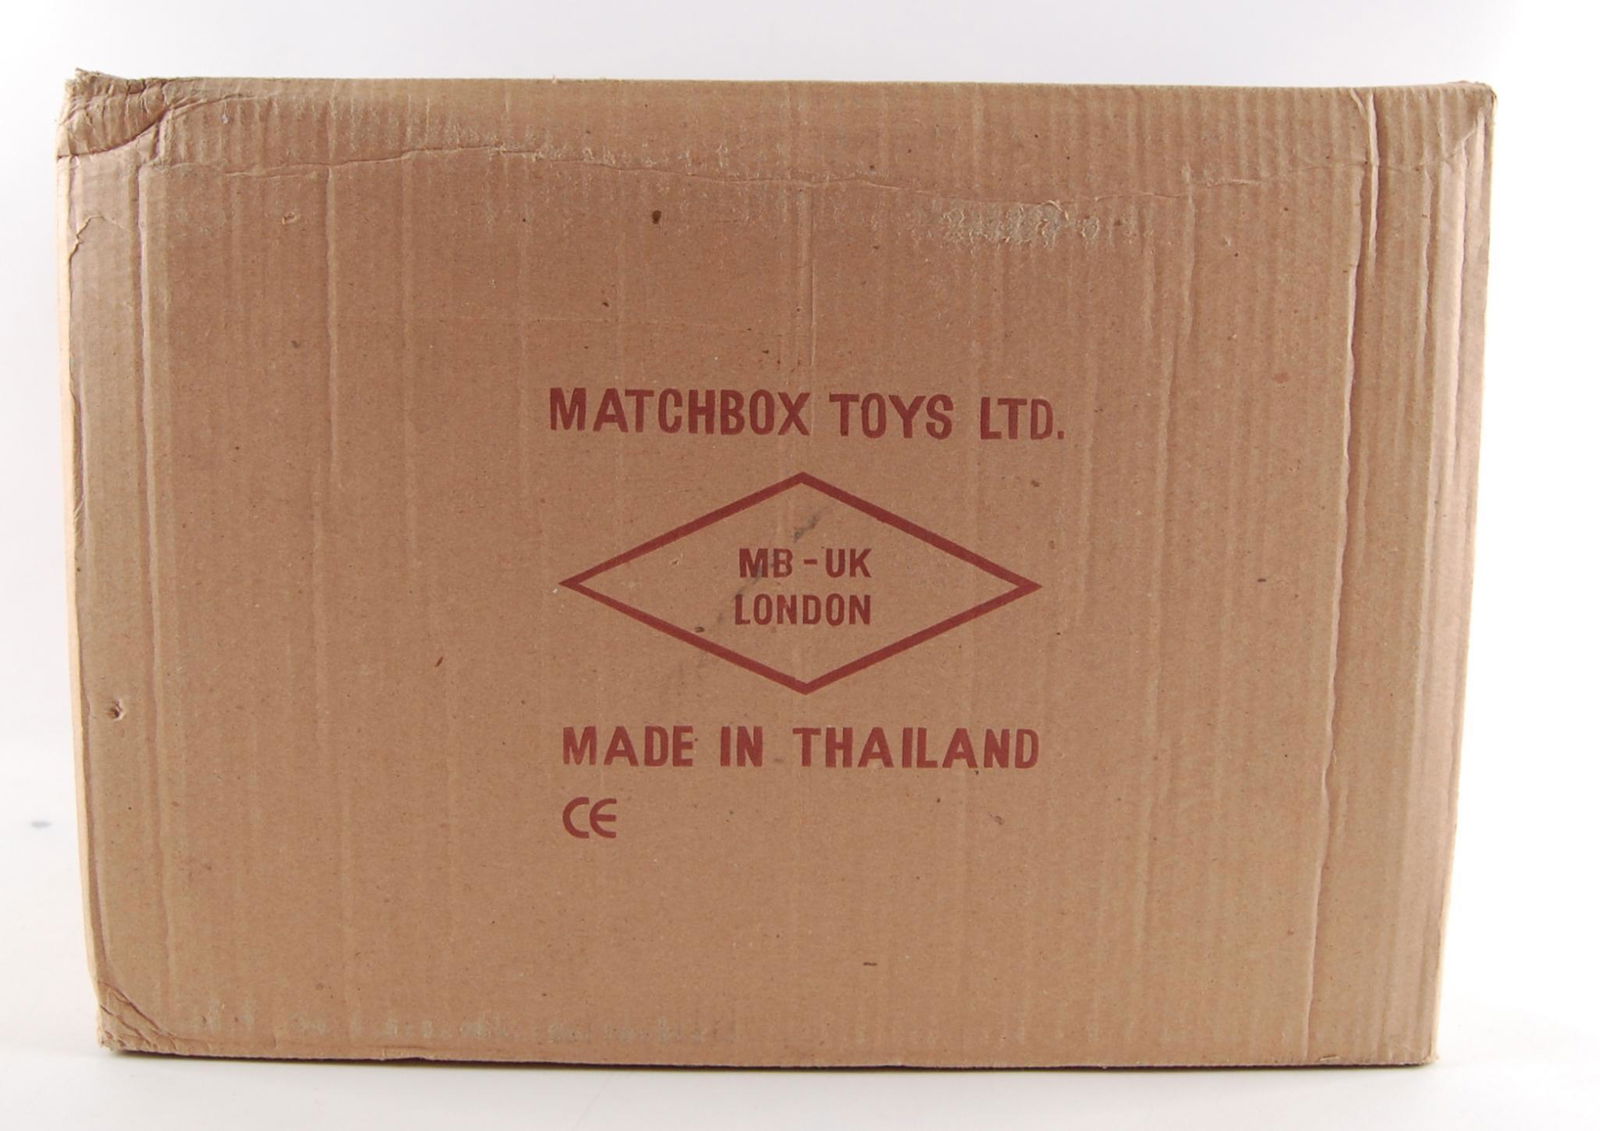 MATCHBOX TOYS LTD.
MB - UK
LONDON
MADE IN THAILAND
CE